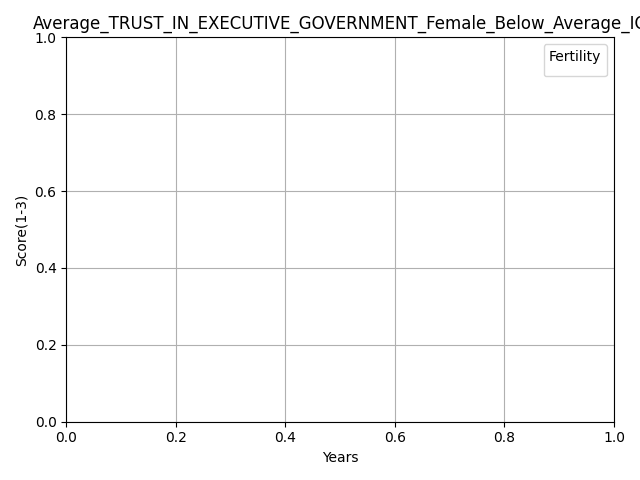 Average_TRUST_IN_EXECUTIVE_GOVERNMENT_Female_Below_Average_IQ
Fertility
1.0
0.8
0.6
0.4
0.2
0.0
Score(1-3)
0.0 0.2 0.4 0.6 0.8 1.0
Years